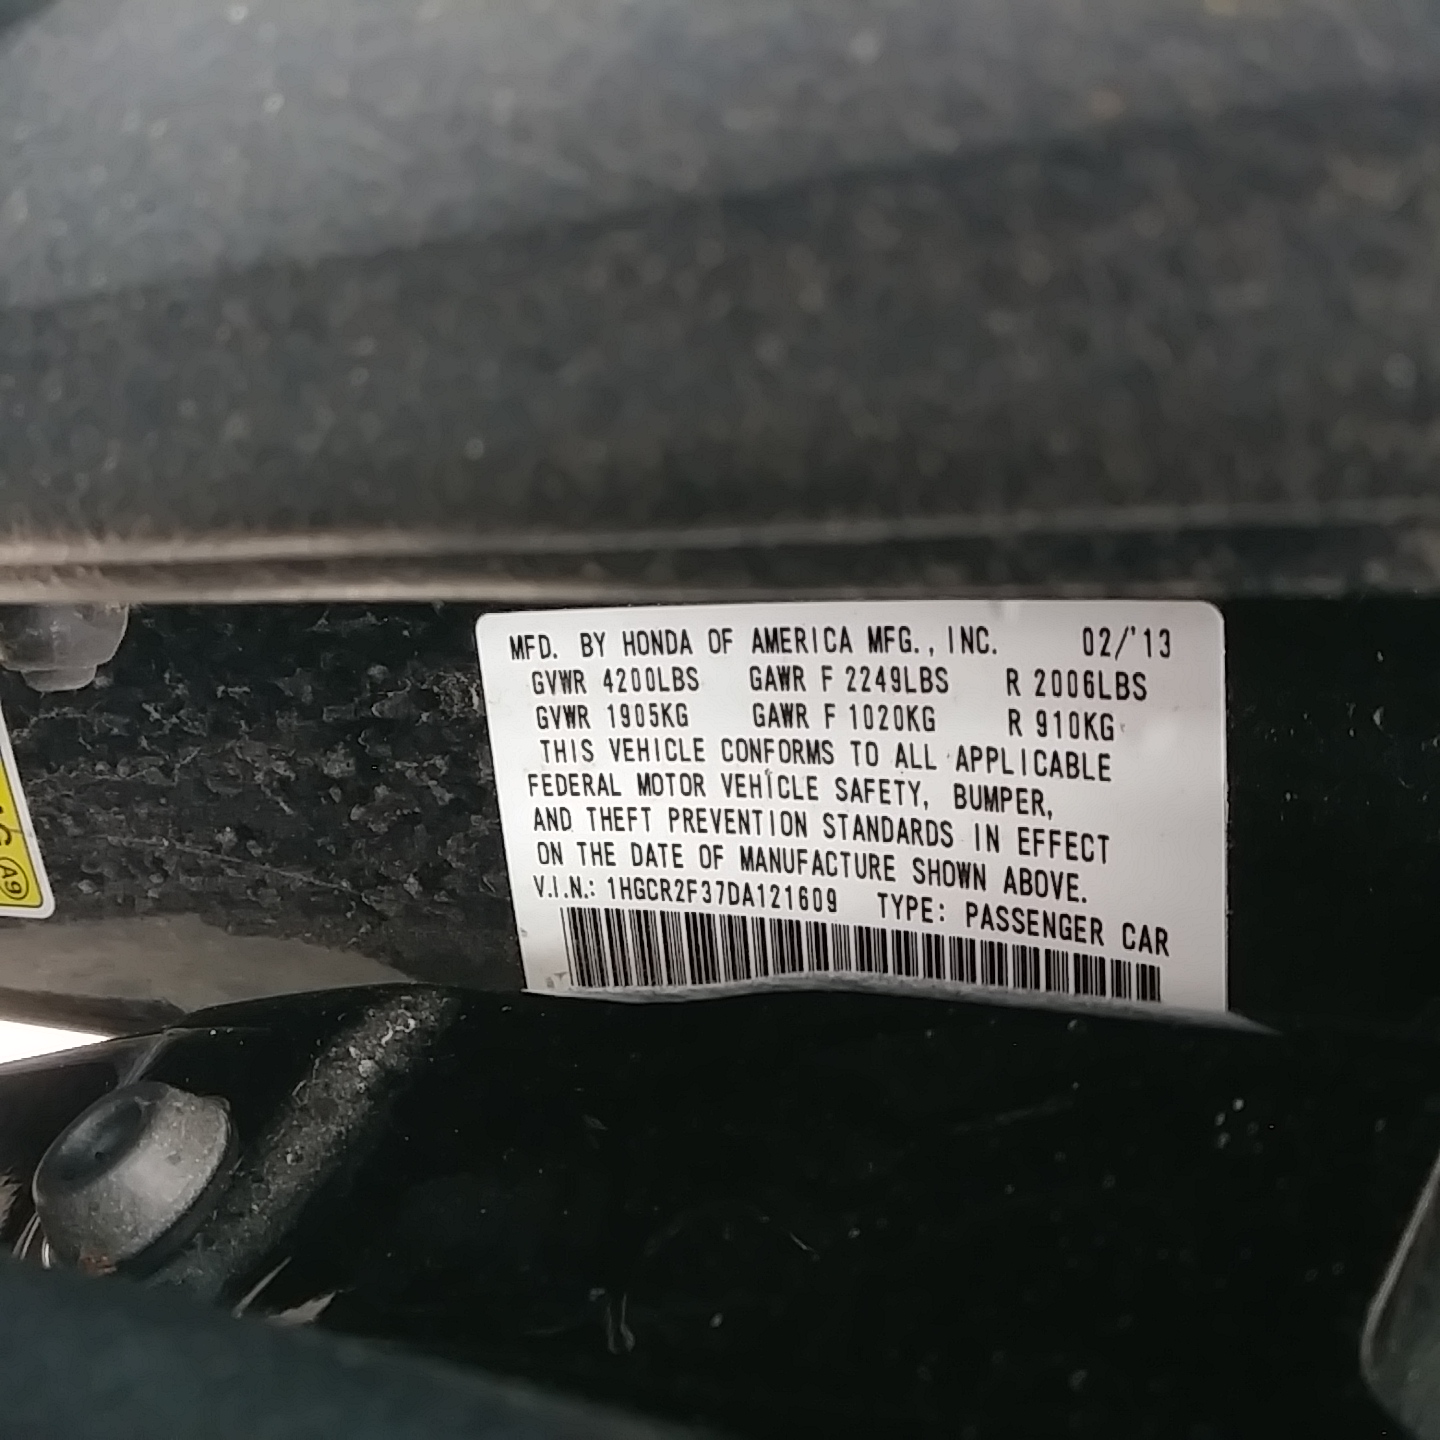 MFD. BY HONDA OF AMERICA MFG., INC. 02/'13
GVWR 4200LBS GAWR F 2249LBS R 2006LBS
GVWR 1905KG GAWR F 1020KG R 910KG
THIS VEHICLE CONFORMS TO ALL APPLICABLE
FEDERAL MOTOR VEHICLE SAFETY, BUMPER,
AND THEFT PREVENTION STANDARDS IN EFFECT
ON THE DATE OF MANUFACTURE SHOWN ABOVE.
V.I.N.: 1HGCR2F37DA121609 TYPE: PASSENGER CAR
A9